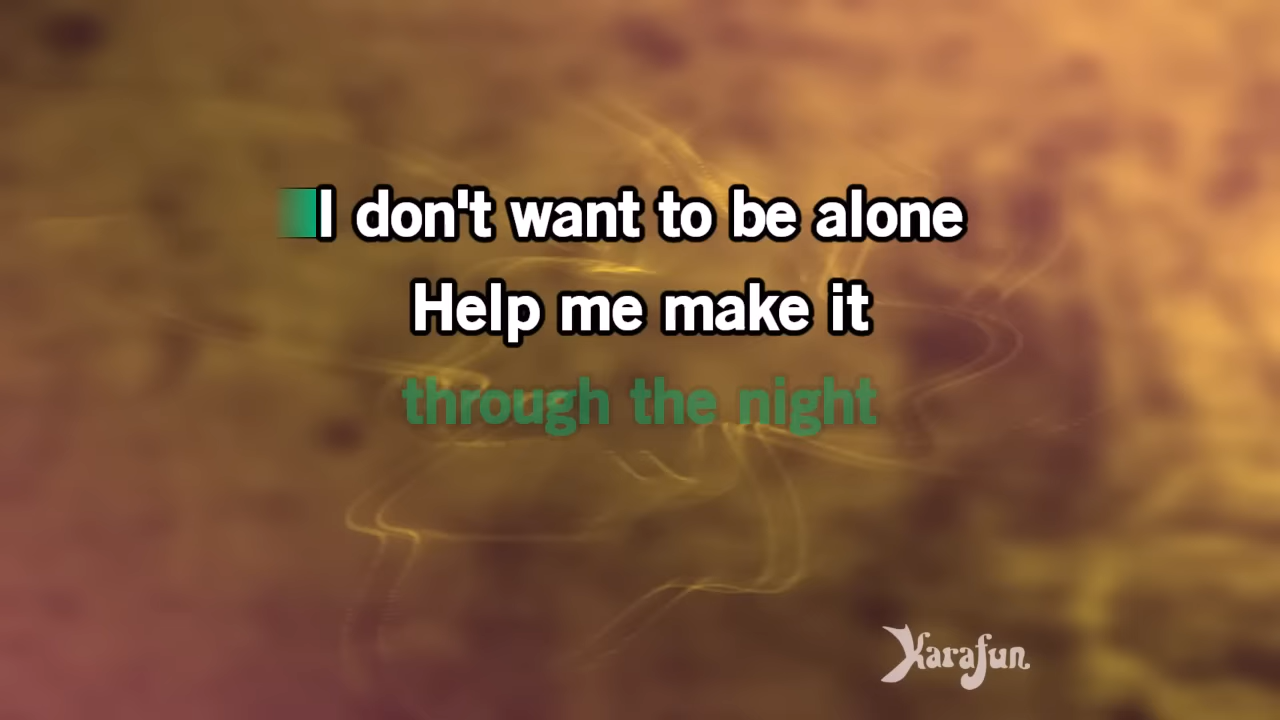 I don't want to be alone
Help me make it
through the night
Karafun